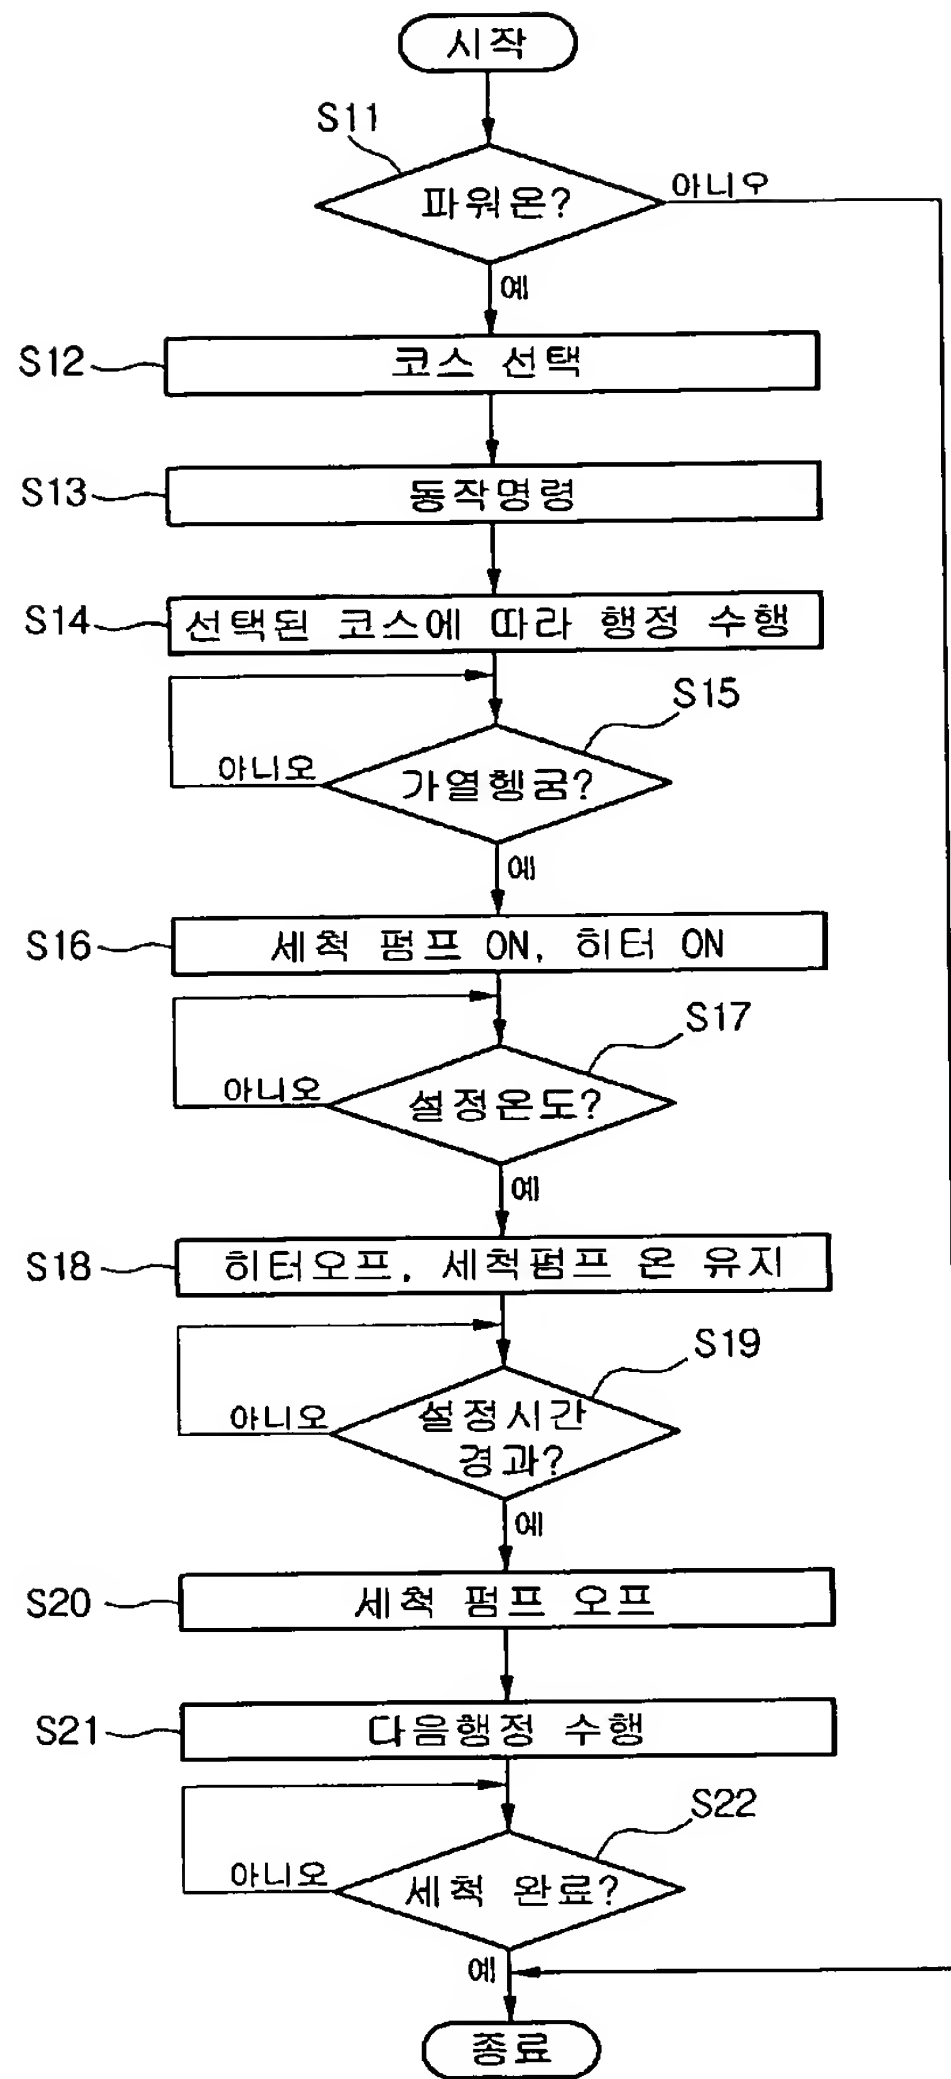 시작
S11
파워온?
아니오
예
S12
코스 선택
S13
동작명령
S14
선택된 코스에 따라 행정 수행
S15
가열헹굼?
아니오
예
S16
세척 펌프 ON, 히터 ON
S17
설정온도?
아니오
예
S18
히터오프, 세척펌프 온 유지
S19
설정시간
경과?
아니오
예
S20
세척 펌프 오프
S21
다음행정 수행
S22
세척 완료?
아니오
예
종료